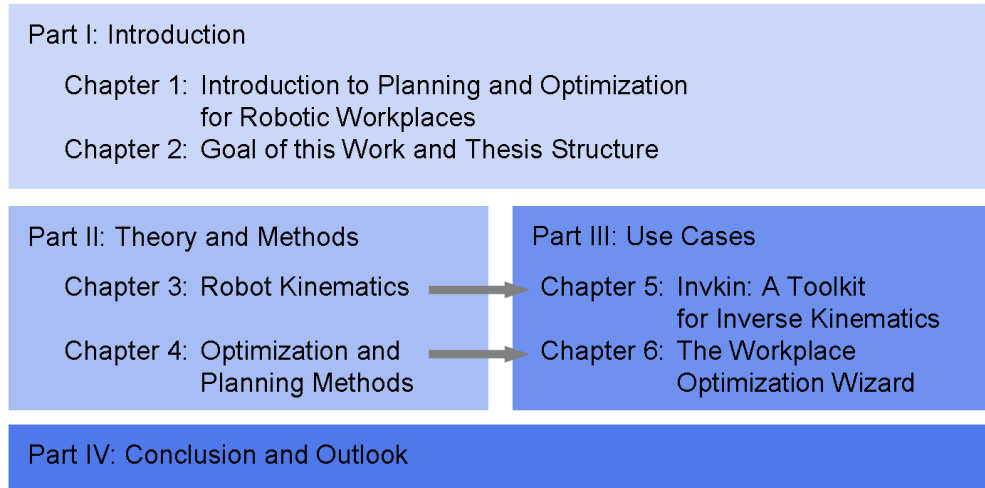 Part I: Introduction
Chapter 1: Introduction to Planning and Optimization
for Robotic Workplaces
Chapter 2: Goal of this Work and Thesis Structure
Part II: Theory and Methods
Chapter 3: Robot Kinematics
Chapter 4: Optimization and
Planning Methods
Part III: Use Cases
Chapter 5: Invkin: A Toolkit
for Inverse Kinematics
Chapter 6: The Workplace
Optimization Wizard
Part IV: Conclusion and Outlook